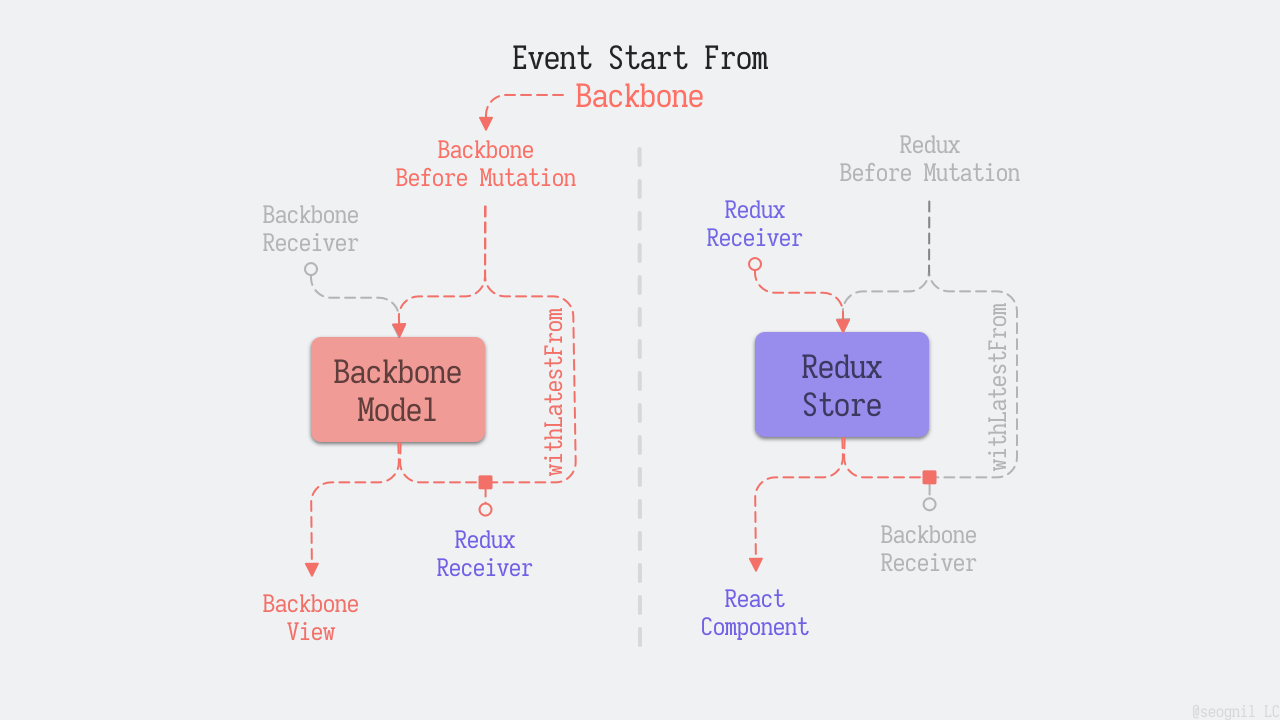 Event Start From
Backbone
Backbone
Before Mutation
Backbone
Receiver
Backbone
Model
withLatestFrom
Redux
Receiver
Backbone
View
Redux
Before Mutation
Redux
Receiver
Redux
Store
withLatestFrom
Backbone
Receiver
React
Component
@seognil LC